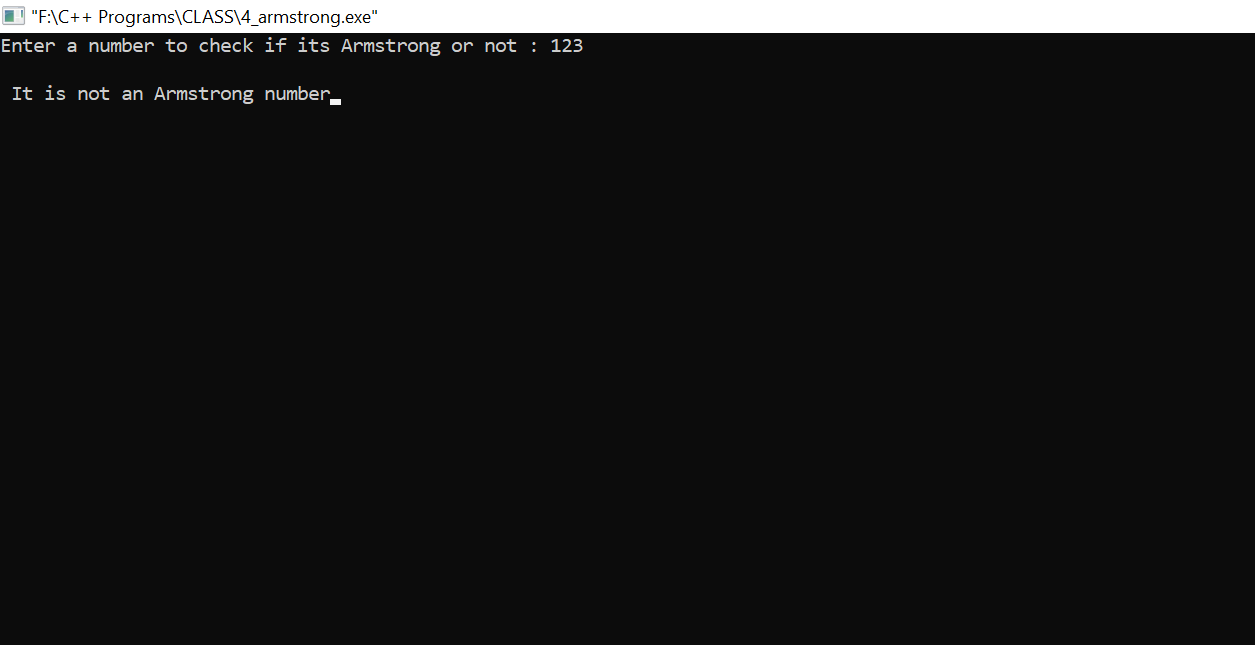 "F:\C++ Programs\CLASS\4_armstrong.exe"
Enter a number to check if its Armstrong or not : 123
It is not an Armstrong number